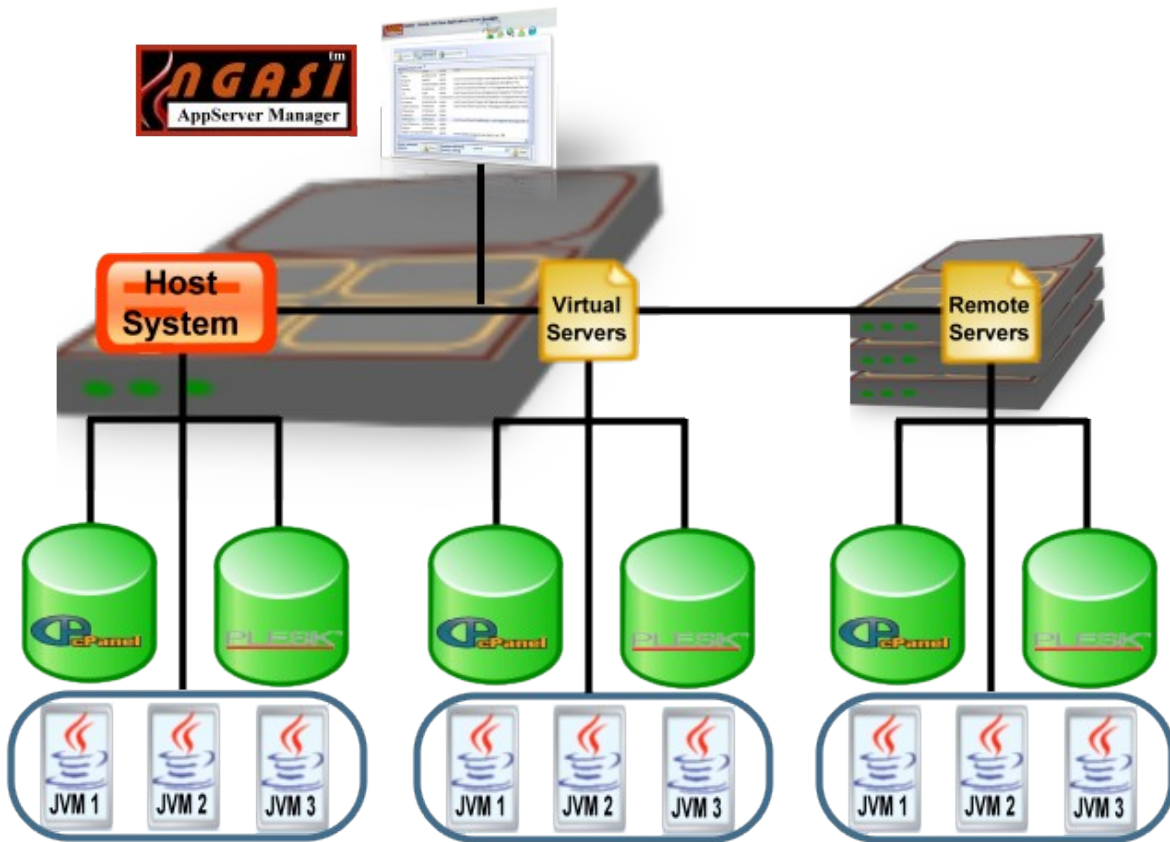 NGASI tm
AppServer Manager
Host
System
Virtual
Servers
Remote
Servers
cPanel
PLESK
cPanel
PLESK
cPanel
PLESK
JVM 1
JVM 2
JVM 3
JVM 1
JVM 2
JVM 3
JVM 1
JVM 2
JVM 3